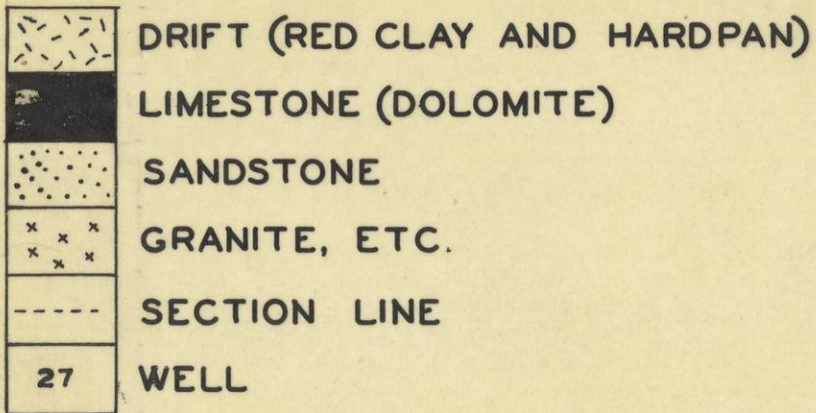 DRIFT (RED CLAY AND HARDPAN)
LIMESTONE (DOLOMITE)
SANDSTONE
GRANITE, ETC.
SECTION LINE
27 WELL